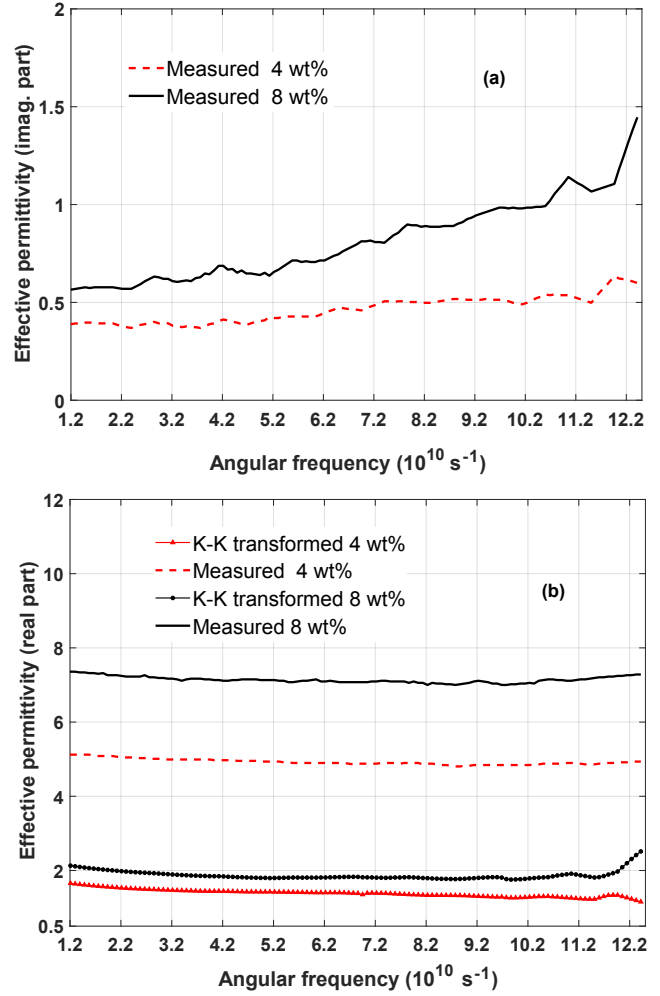 2
1.5
1
0.5
0
Effective permittivity (imag. part)
Measured 4 wt%
Measured 8 wt%
(a)
1.2 2.2 3.2 4.2 5.2 6.2 7.2 8.2 9.2 10.2 11.2 12.2
Angular frequency (10^10 s^-1)
12
10
8
6
4
2
0.5
Effective permittivity (real part)
K-K transformed 4 wt%
Measured 4 wt%
K-K transformed 8 wt%
Measured 8 wt%
(b)
1.2 2.2 3.2 4.2 5.2 6.2 7.2 8.2 9.2 10.2 11.2 12.2
Angular frequency (10^10 s^-1)